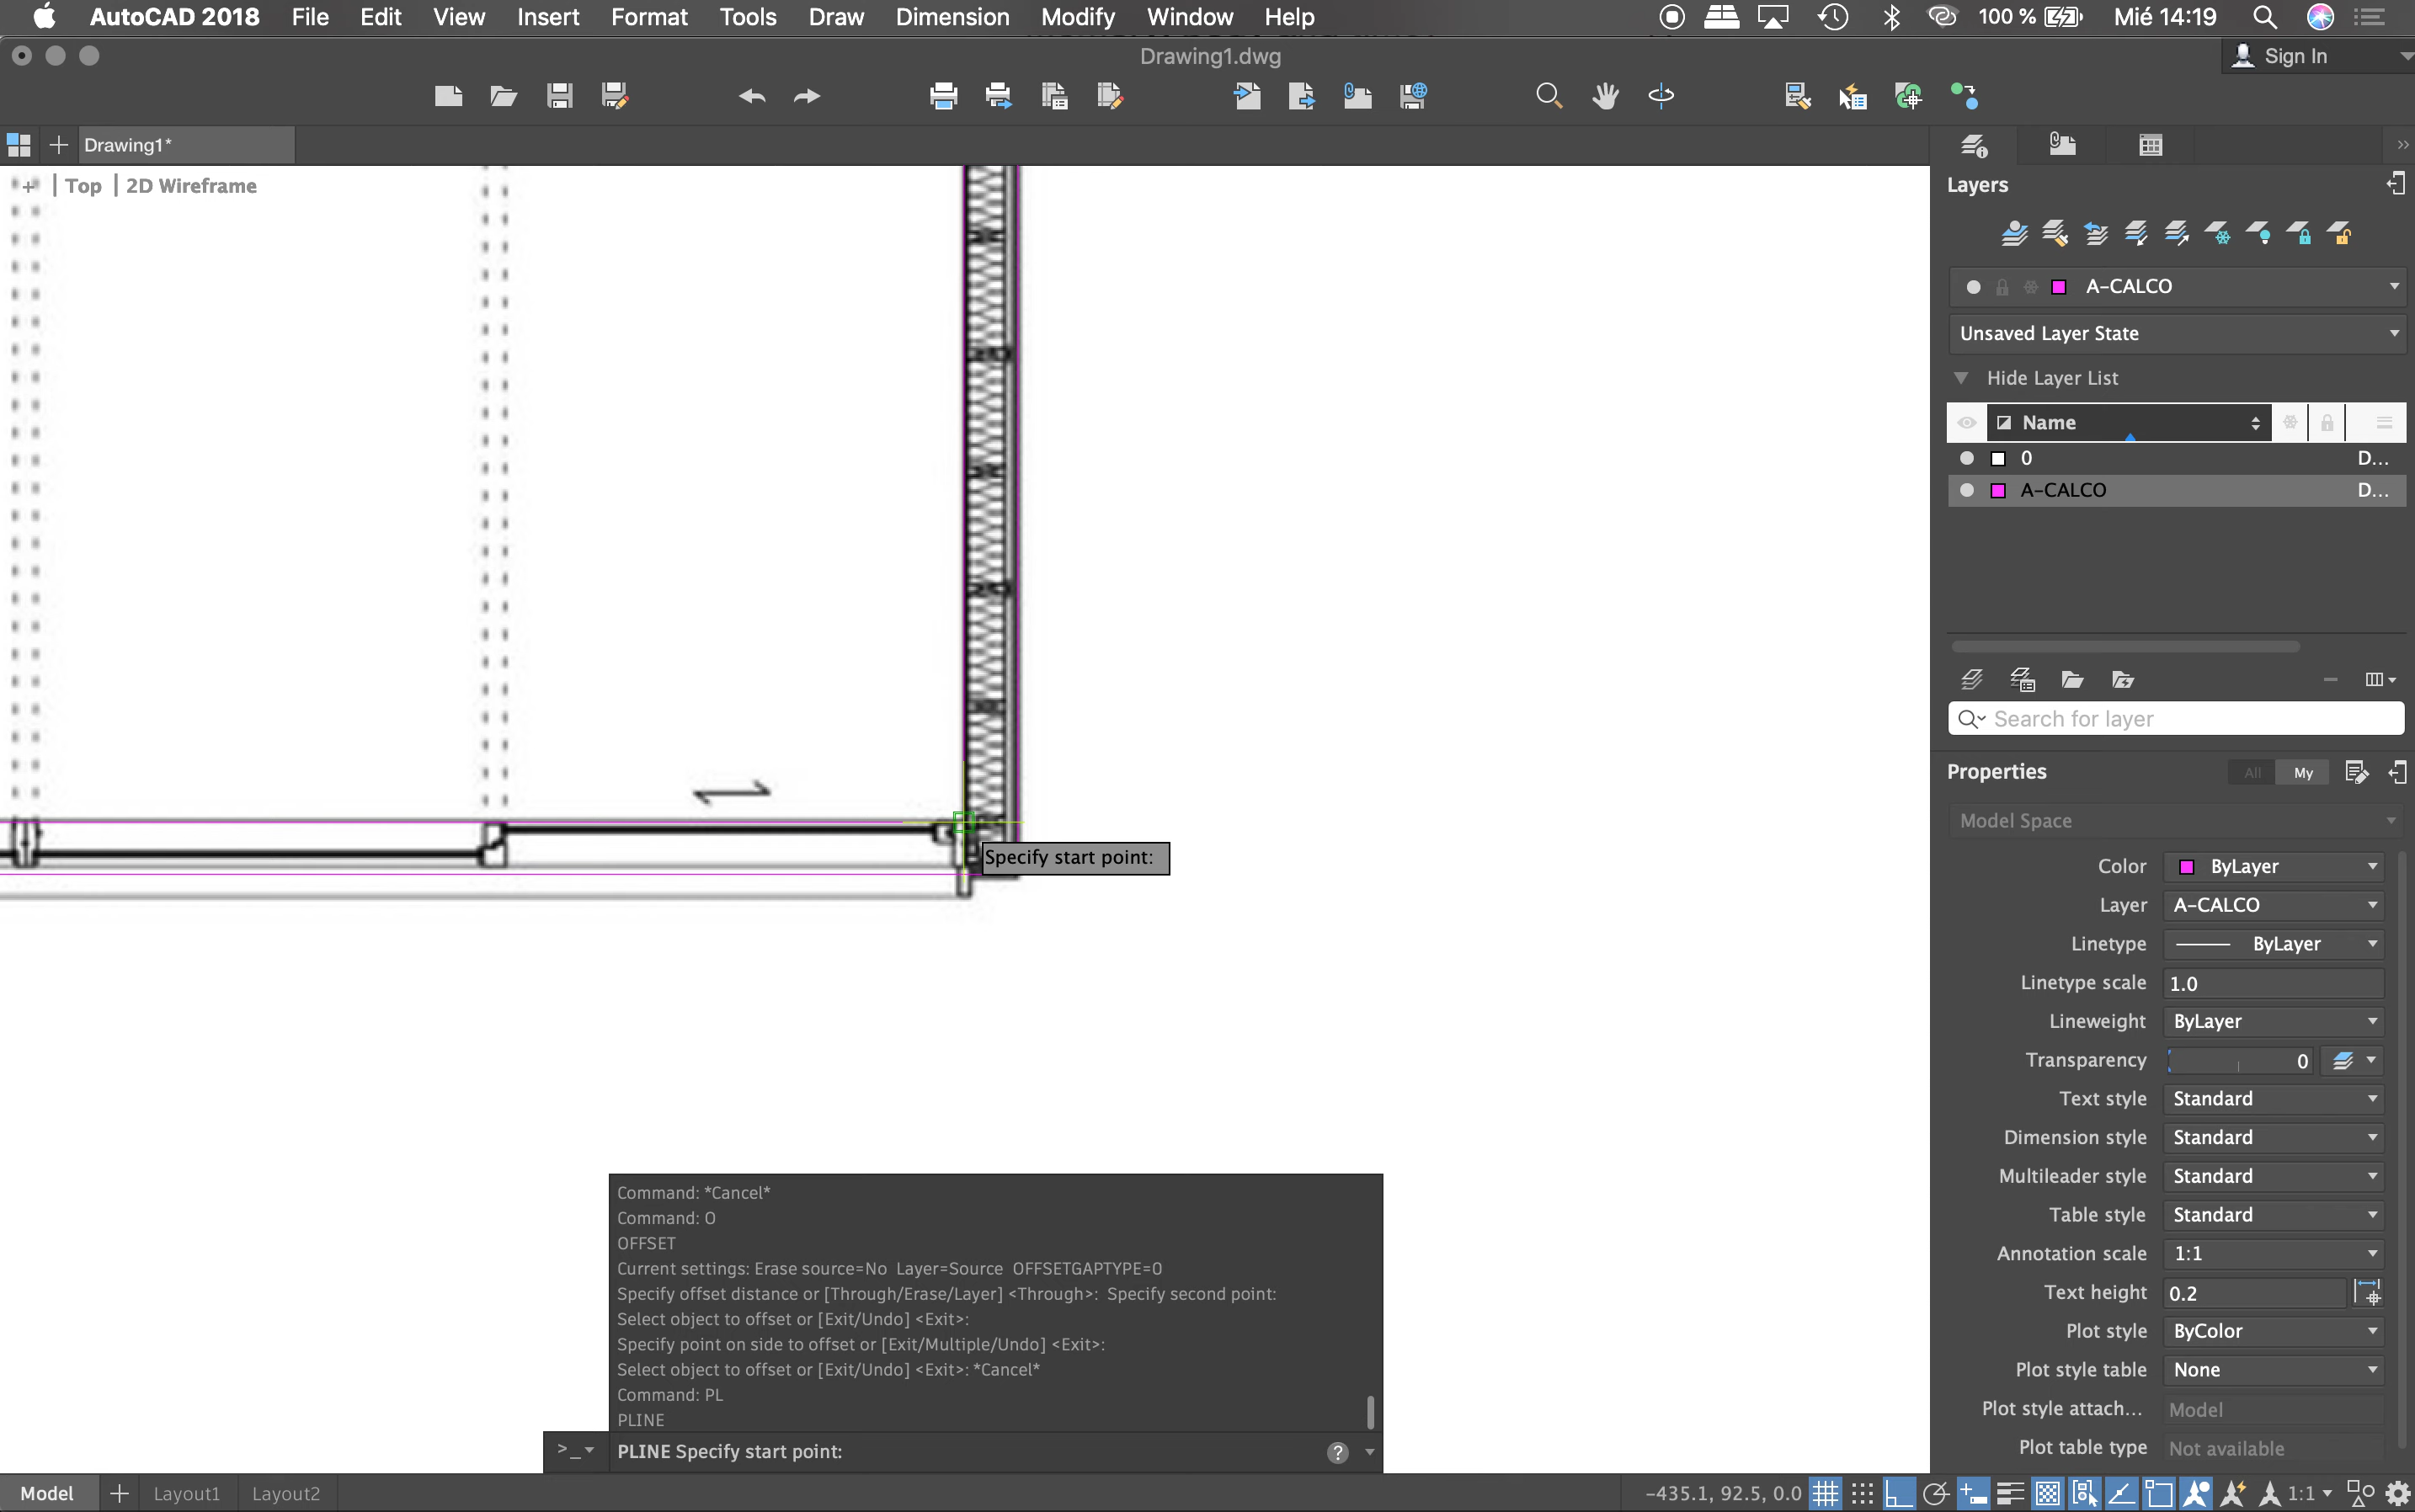 AutoCAD 2018 File Edit View Insert Format Tools Draw Dimension Modify Window Help 100 % Mié 14:19
Drawing1.dwg
Sign In
Drawing1*
+ | Top | 2D Wireframe
Layers
A-CALCO
Unsaved Layer State
Hide Layer List
Name
0 D...
A-CALCO D...
Search for layer
Properties All My
Model Space
Color ByLayer
Layer A-CALCO
Linetype ByLayer
Linetype scale 1.0
Lineweight ByLayer
Transparency 0
Text style Standard
Dimension style Standard
Multileader style Standard
Table style Standard
Annotation scale 1:1
Text height 0.2
Plot style ByColor
Plot style table None
Plot style attach... Model
Plot table type Not available
Specify start point:
Command: *Cancel*
Command: O
OFFSET
Current settings: Erase source=No Layer=Source OFFSETGAPTYPE=0
Specify offset distance or [Through/Erase/Layer] <Through>: Specify second point:
Select object to offset or [Exit/Undo] <Exit>:
Specify point on side to offset or [Exit/Multiple/Undo] <Exit>:
Select object to offset or [Exit/Undo] <Exit>: *Cancel*
Command: PL
PLINE
>_ PLINE Specify start point: ?
Model + Layout1 Layout2 -435.1, 92.5, 0.0 1:1